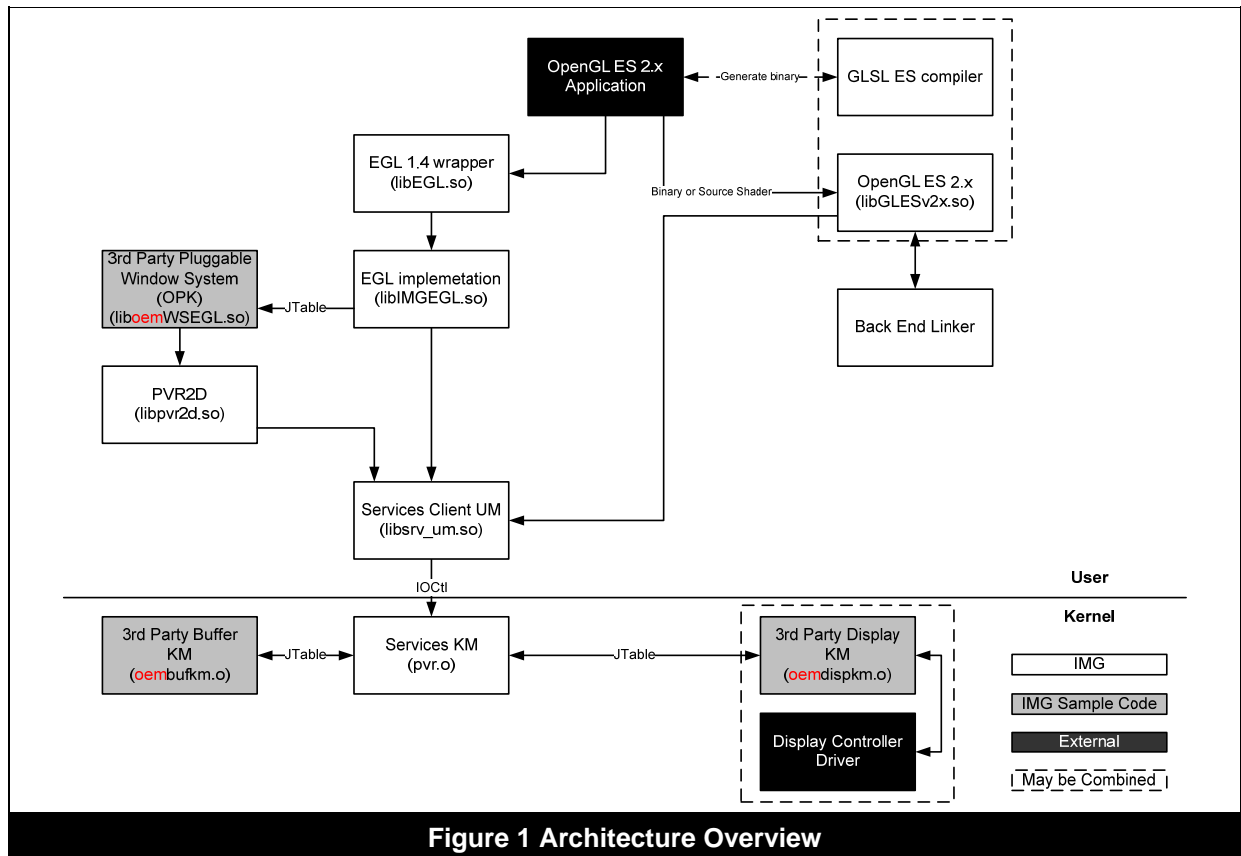 OpenGL ES 2.x
Application
Generate binary
GLSL ES compiler
EGL 1.4 wrapper
(libEGL.so)
Binary or Source Shader
OpenGL ES 2.x
(libGLESv2x.so)
3rd Party Pluggable
Window System
(OPK)
(liboemWSEGL.so)
JTable
EGL implemetation
(libIMGEGL.so)
Back End Linker
PVR2D
(libpvr2d.so)
Services Client UM
(libsrv_um.so)
IOCtl
User
Kernel
3rd Party Buffer
KM
(oembufkm.o)
JTable
Services KM
(pvr.o)
JTable
3rd Party Display
KM
(oemdispkm.o)
Display Controller
Driver
IMG
IMG Sample Code
External
May be Combined
Figure 1 Architecture Overview